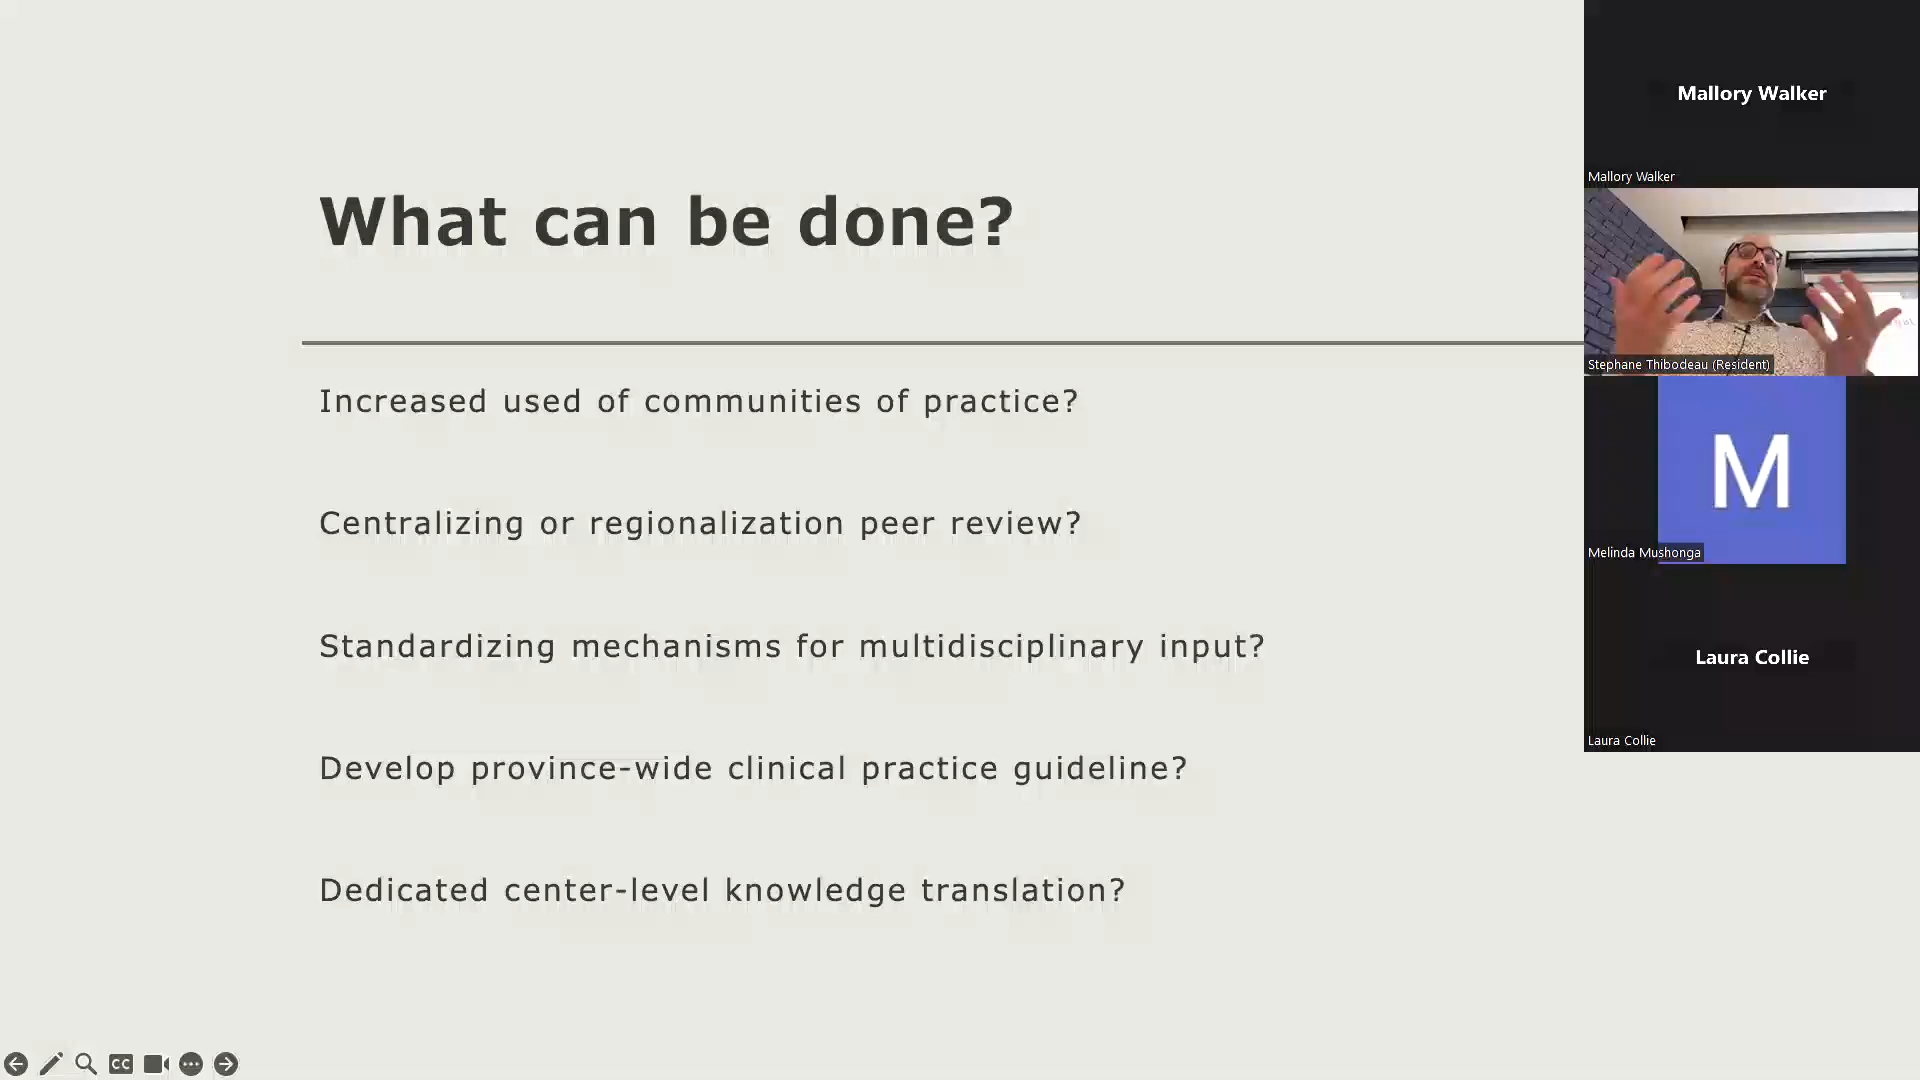 What can be done?
Increased used of communities of practice?
Centralizing or regionalization peer review?
Standardizing mechanisms for multidisciplinary input?
Develop province-wide clinical practice guideline?
Dedicated center-level knowledge translation?
Mallory Walker
Mallory Walker
Stephane Thibodeau (Resident)
M
Melinda Mushonga
Laura Collie
Laura Collie
CC